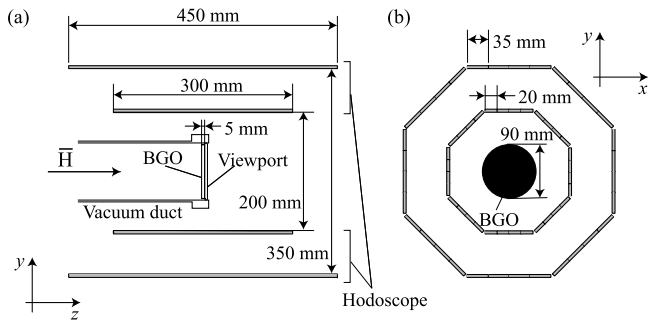 (a)
450 mm
300 mm
5 mm
H̅
BGO
Viewport
Vacuum duct
200 mm
350 mm
y
z
Hodoscope
(b)
35 mm
y
x
20 mm
90 mm
BGO